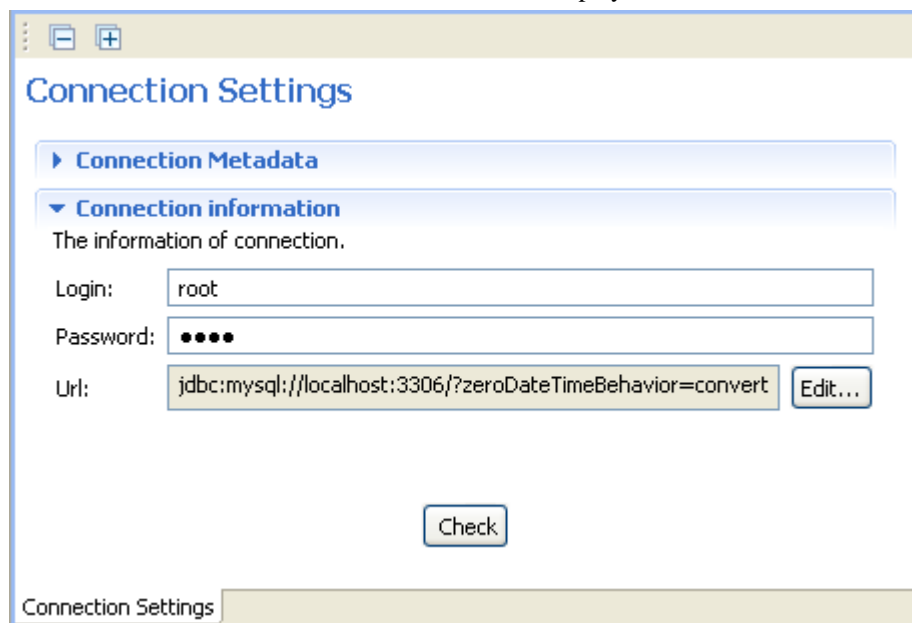 Connection Settings
Connection Metadata
Connection information
The information of connection.
Login: root
Password: ●●●●
Url: jdbc:mysql://localhost:3306/?zeroDateTimeBehavior=convert Edit...
Check
Connection Settings